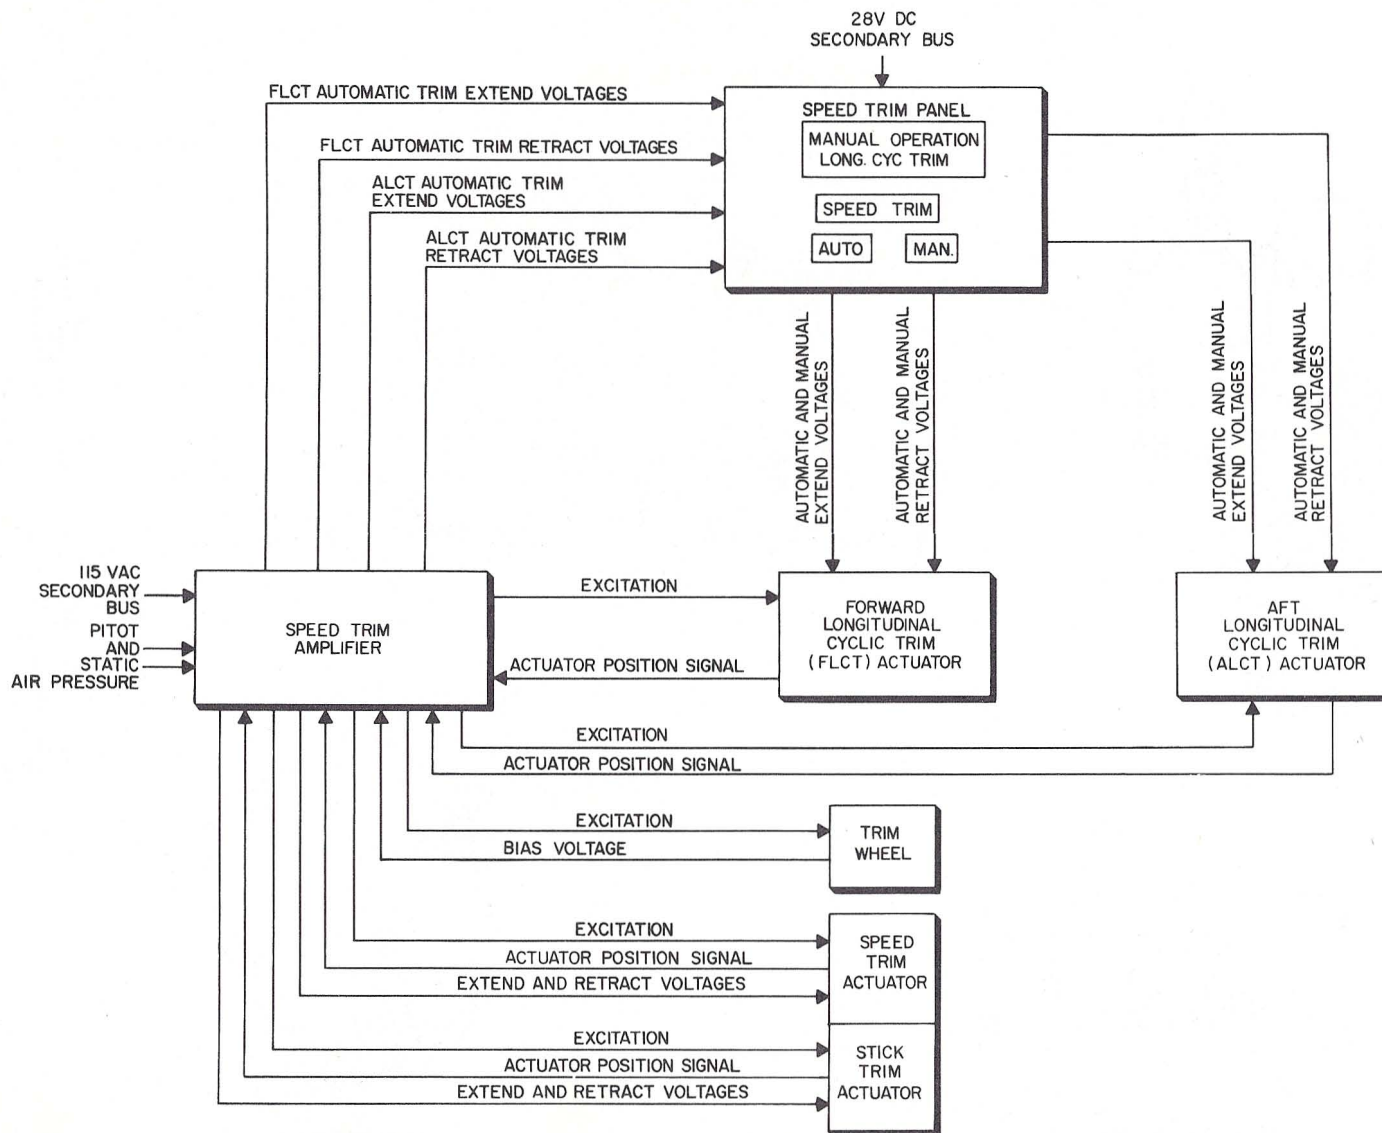 28V DC
SECONDARY BUS
FLCT AUTOMATIC TRIM EXTEND VOLTAGES
FLCT AUTOMATIC TRIM RETRACT VOLTAGES
ALCT AUTOMATIC TRIM
EXTEND VOLTAGES
ALCT AUTOMATIC TRIM
RETRACT VOLTAGES
SPEED TRIM PANEL
MANUAL OPERATION
LONG. CYC TRIM
SPEED TRIM
AUTO
MAN.
AUTOMATIC AND MANUAL
EXTEND VOLTAGES
AUTOMATIC AND MANUAL
RETRACT VOLTAGES
AUTOMATIC AND MANUAL
EXTEND VOLTAGES
AUTOMATIC AND MANUAL
RETRACT VOLTAGES
115 VAC
SECONDARY
BUS
PITOT
AND
STATIC
AIR PRESSURE
SPEED TRIM
AMPLIFIER
EXCITATION
ACTUATOR POSITION SIGNAL
FORWARD
LONGITUDINAL
CYCLIC TRIM
(FLCT) ACTUATOR
AFT
LONGITUDINAL
CYCLIC TRIM
(ALCT) ACTUATOR
EXCITATION
ACTUATOR POSITION SIGNAL
EXCITATION
BIAS VOLTAGE
TRIM
WHEEL
EXCITATION
ACTUATOR POSITION SIGNAL
EXTEND AND RETRACT VOLTAGES
SPEED
TRIM
ACTUATOR
EXCITATION
ACTUATOR POSITION SIGNAL
EXTEND AND RETRACT VOLTAGES
STICK
TRIM
ACTUATOR